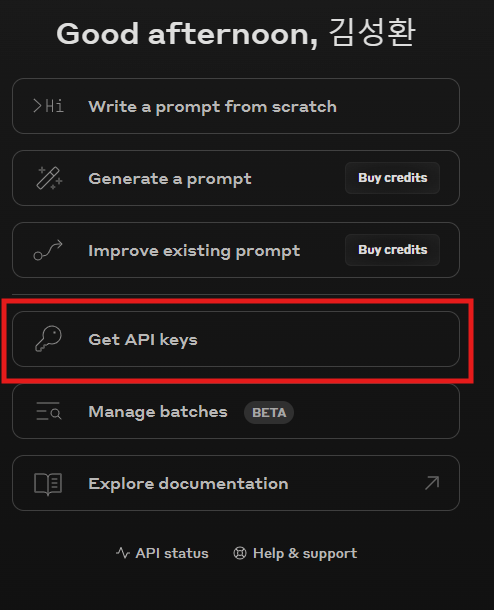 Good afternoon, 김성환
>Hi Write a prompt from scratch
Generate a prompt Buy credits
Improve existing prompt Buy credits
Get API keys
Manage batches BETA
Explore documentation
API status Help & support